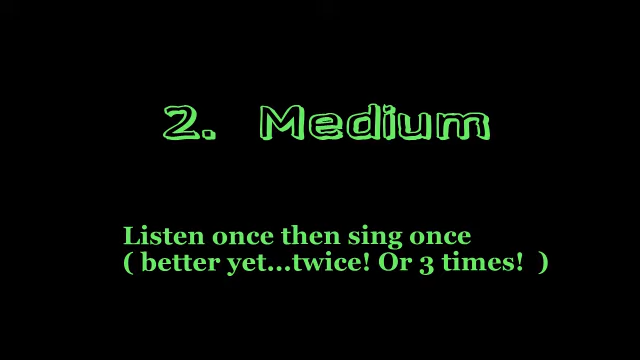 2. Medium
Listen once then sing once
( better yet...twice! Or 3 times!  )